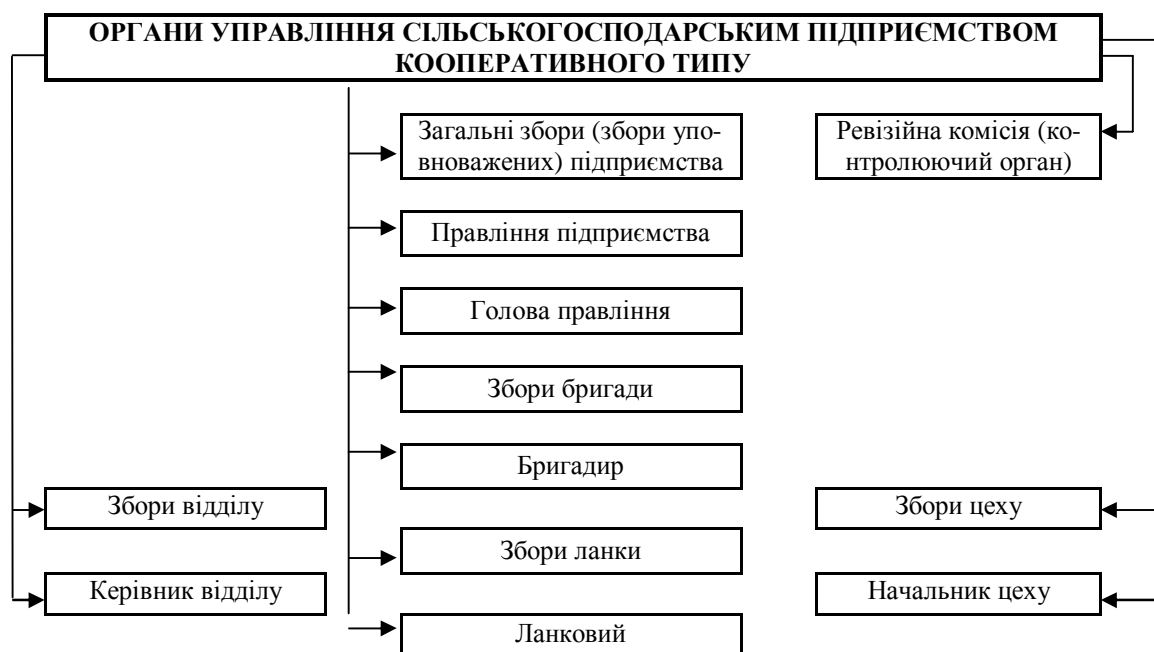 ОРГАНИ УПРАВЛІННЯ СІЛЬСЬКОГОСПОДАРСЬКИМ ПІДПРИЄМСТВОМ
КООПЕРАТИВНОГО ТИПУ
Загальні збори (збори упо-
вноважених) підприємства
Ревізійна комісія (ко-
нтролюючий орган)
Правління підприємства
Голова правління
Збори бригади
Бригадир
Збори відділу
Збори цеху
Збори ланки
Керівник відділу
Начальник цеху
Ланковий